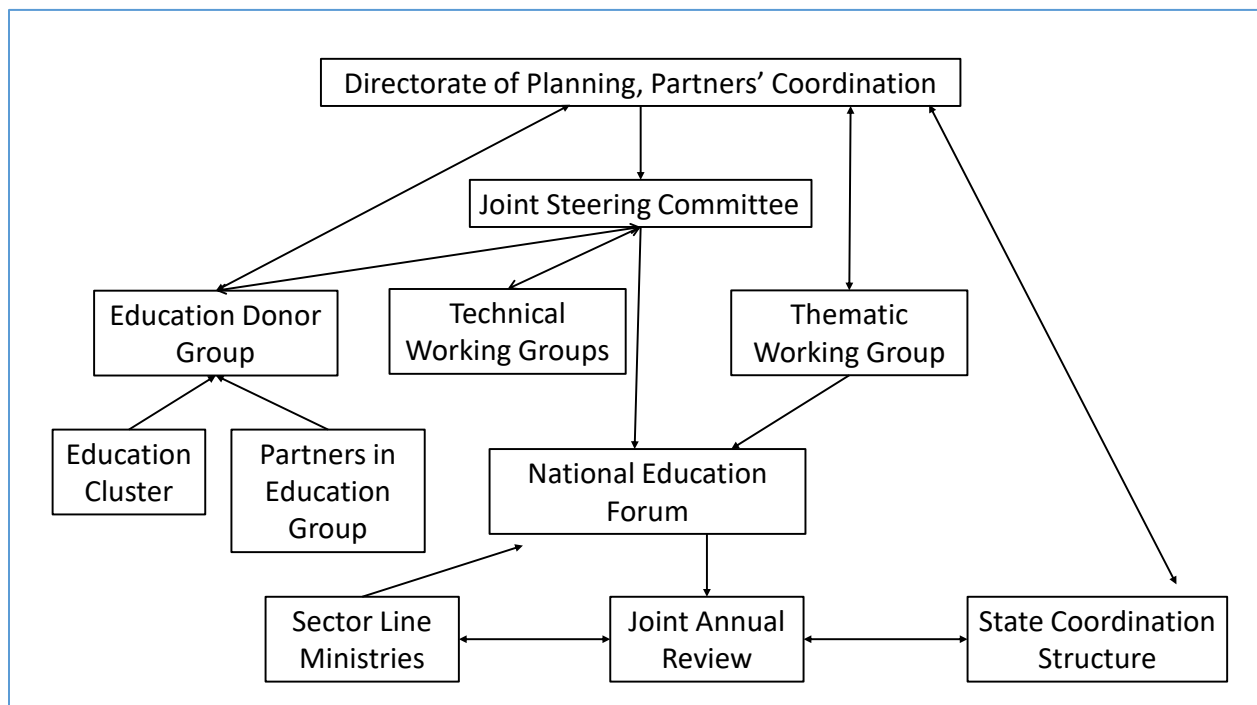 Directorate of Planning, Partners’ Coordination
Joint Steering Committee
Education Donor
Group
Technical
Working Groups
Thematic
Working Group
Education
Cluster
Partners in
Education
Group
National Education
Forum
Sector Line
Ministries
Joint Annual
Review
State Coordination
Structure